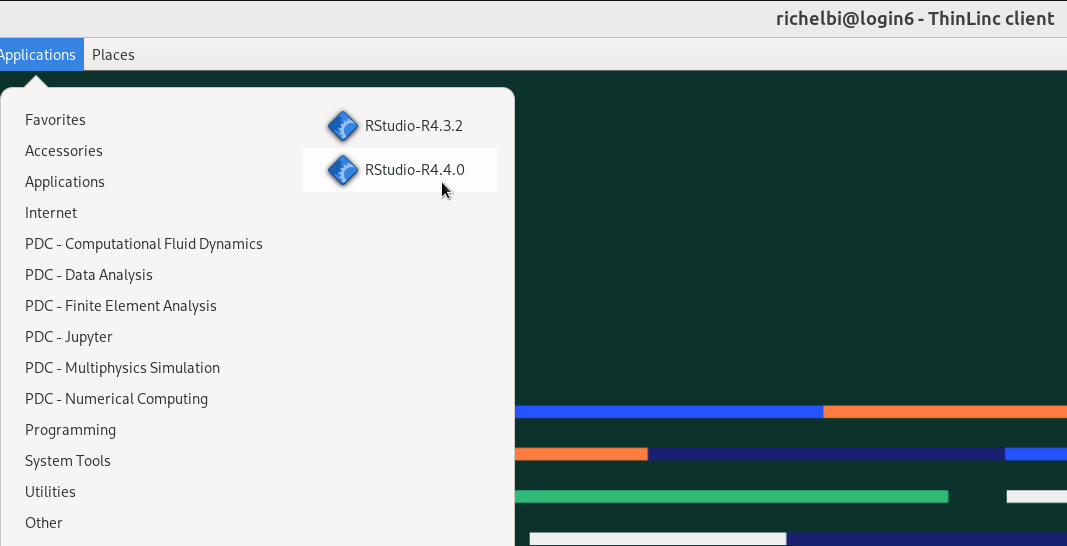 richelbi@login6 - ThinLinc client
Applications Places
Favorites
Accessories
Applications
Internet
PDC - Computational Fluid Dynamics
PDC - Data Analysis
PDC - Finite Element Analysis
PDC - Jupyter
PDC - Multiphysics Simulation
PDC - Numerical Computing
Programming
System Tools
Utilities
Other
RStudio-R4.3.2
RStudio-R4.4.0